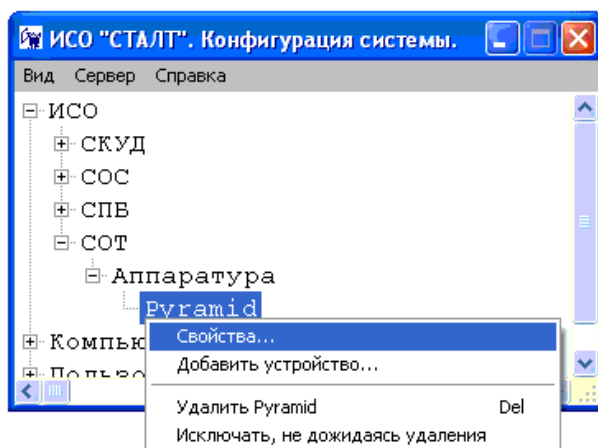 ИСО "СТАЛТ". Конфигурация системы.
Вид Сервер Справка
ИСО
СКУД
СОС
СПВ
СОТ
Аппаратура
Pyramid
Свойства...
Добавить устройство...
Удалить Pyramid Del
Исключать, не дожидаясь удаления